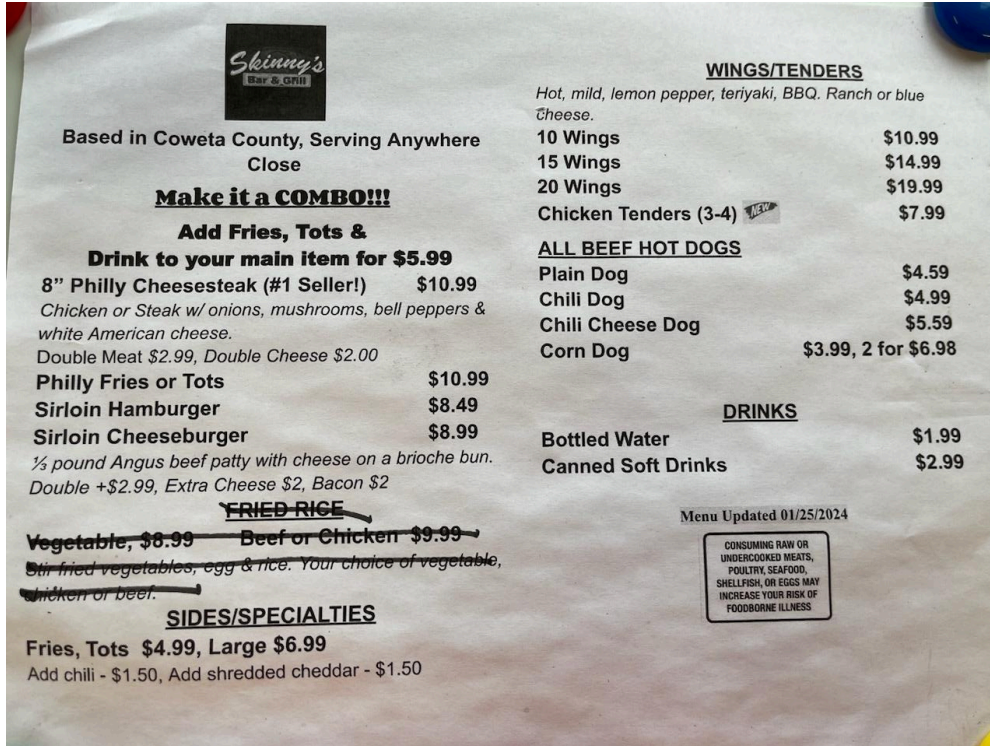 Skinny's
Bar & Grill
Based in Coweta County, Serving Anywhere
Close
Make it a COMBO!!!
Add Fries, Tots &
Drink to your main item for $5.99
8” Philly Cheesesteak (#1 Seller!) $10.99
Chicken or Steak w/ onions, mushrooms, bell peppers &
white American cheese.
Double Meat $2.99, Double Cheese $2.00
Philly Fries or Tots $10.99
Sirloin Hamburger $8.49
Sirloin Cheeseburger $8.99
⅓ pound Angus beef patty with cheese on a brioche bun.
Double +$2.99, Extra Cheese $2, Bacon $2
FRIED RICE
Vegetable, $8.99 Beef or Chicken $9.99
Stir fried vegetables, egg & rice. Your choice of vegetable,
chicken or beef.
SIDES/SPECIALTIES
Fries, Tots $4.99, Large $6.99
Add chili - $1.50, Add shredded cheddar - $1.50
WINGS/TENDERS
Hot, mild, lemon pepper, teriyaki, BBQ. Ranch or blue
cheese.
10 Wings $10.99
15 Wings $14.99
20 Wings $19.99
Chicken Tenders (3-4) NEW $7.99
ALL BEEF HOT DOGS
Plain Dog $4.59
Chili Dog $4.99
Chili Cheese Dog $5.59
Corn Dog $3.99, 2 for $6.98
DRINKS
Bottled Water $1.99
Canned Soft Drinks $2.99
Menu Updated 01/25/2024
CONSUMING RAW OR
UNDERCOOKED MEATS,
POULTRY, SEAFOOD,
SHELLFISH, OR EGGS MAY
INCREASE YOUR RISK OF
FOODBORNE ILLNESS